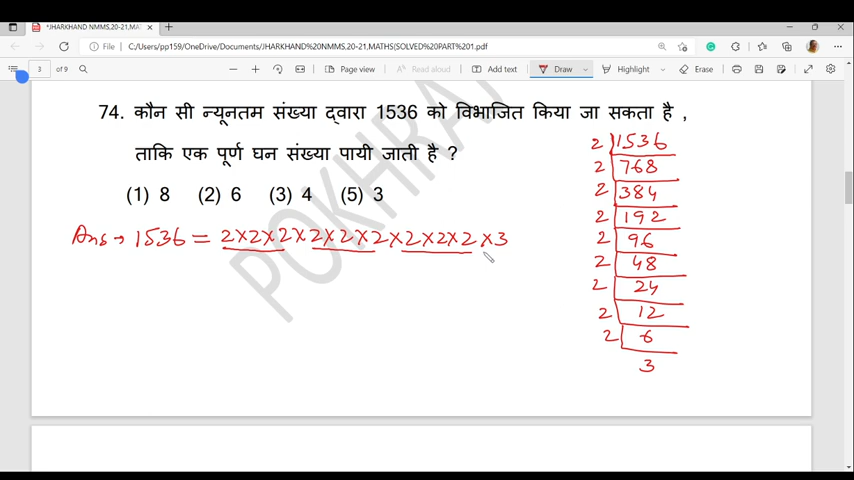 *JHARKHAND NMMS,20-21,MATHS
File C:/Users/pp159/OneDrive/Documents/JHARKHAND%20NMMS,20-21,MATHS(SOLVED%20PART%201.pdf
3 of 9 Page view Read aloud Add text Draw Highlight Erase
74. कौन सी न्यूनतम संख्या द्वारा 1536 को विभाजित किया जा सकता है ,
ताकि एक पूर्ण घन संख्या पायी जाती है ?
(1) 8 (2) 6 (3) 4 (5) 3
Ans→ 1536 = 2×2×2×2×2×2×2×2×2×3
2 1536
2 768
2 384
2 192
2 96
2 48
2 24
2 12
2 6
3
POKHRA